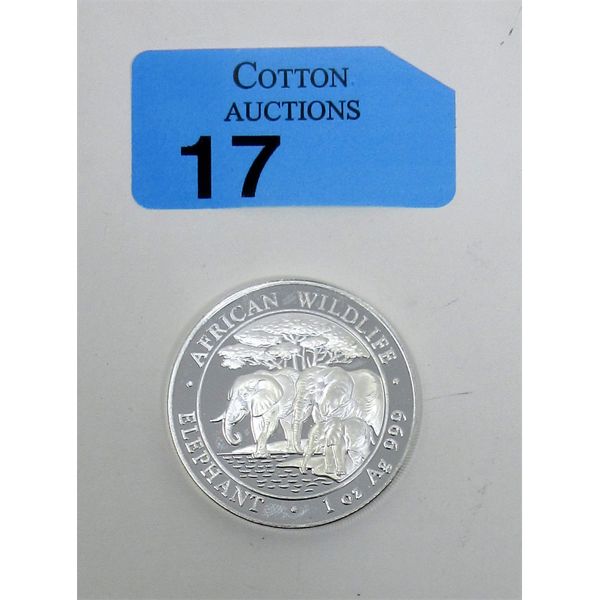 COTTON
AUCTIONS
17
AFRICAN WILDLIFE
ELEPHANT · 1 oz Ag 999